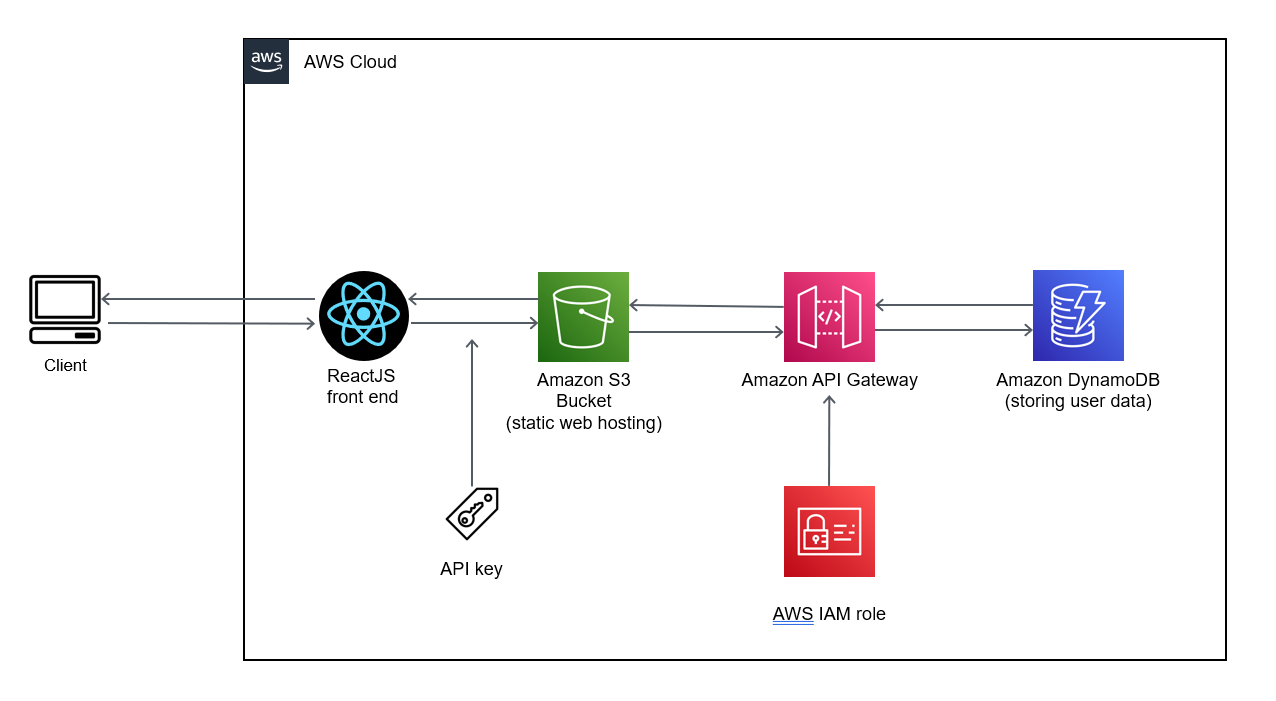 aws
AWS Cloud
Client
ReactJS
front end
Amazon S3
Bucket
(static web hosting)
</>
Amazon API Gateway
Amazon DynamoDB
(storing user data)
API key
AWS IAM role